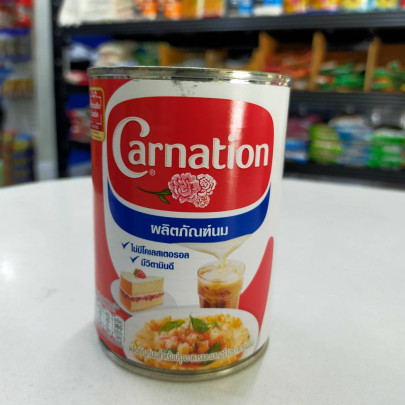 Carnation
®
ผลิตภัณฑ์นม
ไม่มีโคเลสเตอรอล
มีวิตามินดี